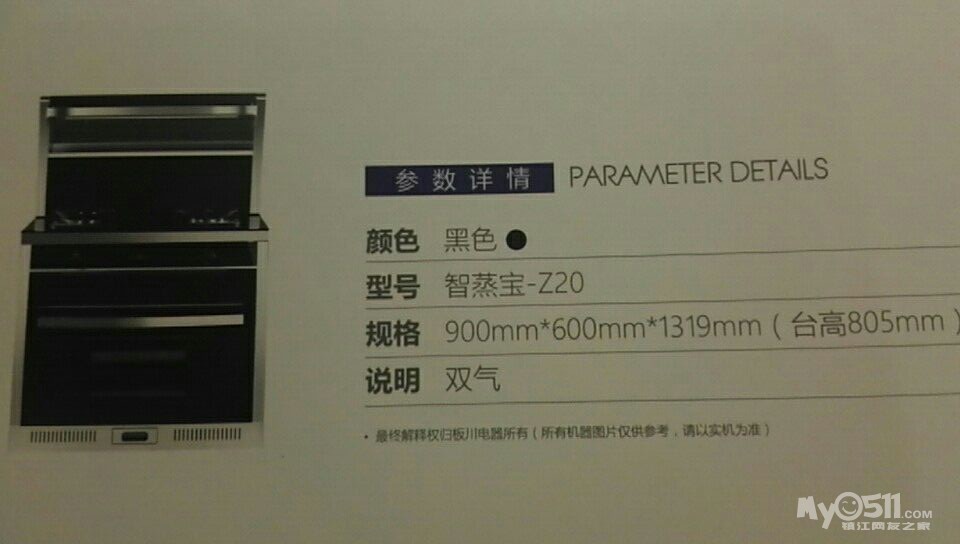 参数详情 PARAMETER DETAILS
颜色 黑色
型号 智蒸宝-Z20
规格 900mm*600mm*1319mm（台高805mm）
说明 双气
· 最终解释权归板川电器所有（所有机器图片仅供参考，请以实机为准）
My0511.COM
镇江网友之家